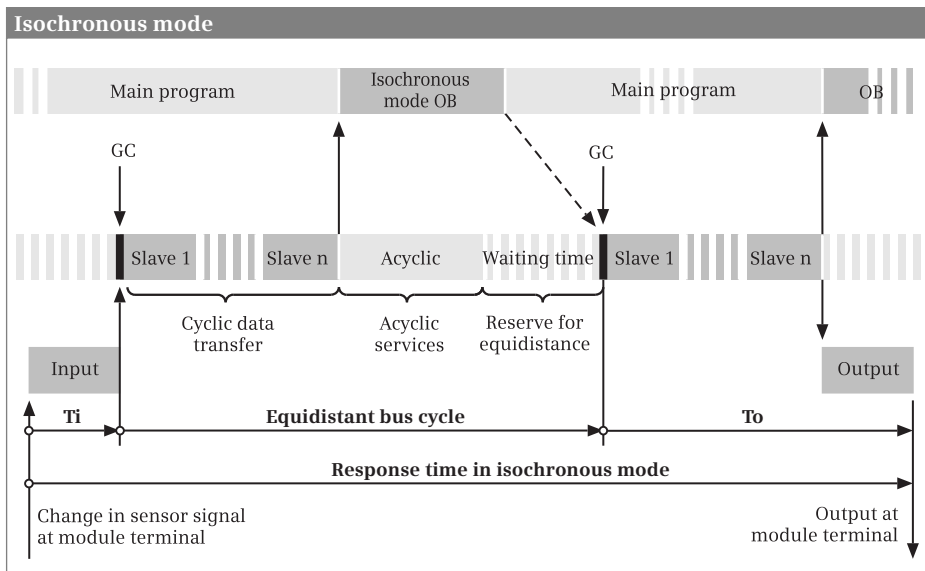 Isochronous mode
Main program
Isochronous
mode OB
Main program
OB
GC
GC
Slave 1
Slave n
Acyclic
Waiting time
Slave 1
Slave n
Cyclic data
transfer
Acyclic
services
Reserve for
equidistance
Input
Output
Ti
Equidistant bus cycle
To
Response time in isochronous mode
Change in sensor signal
at module terminal
Output at
module terminal